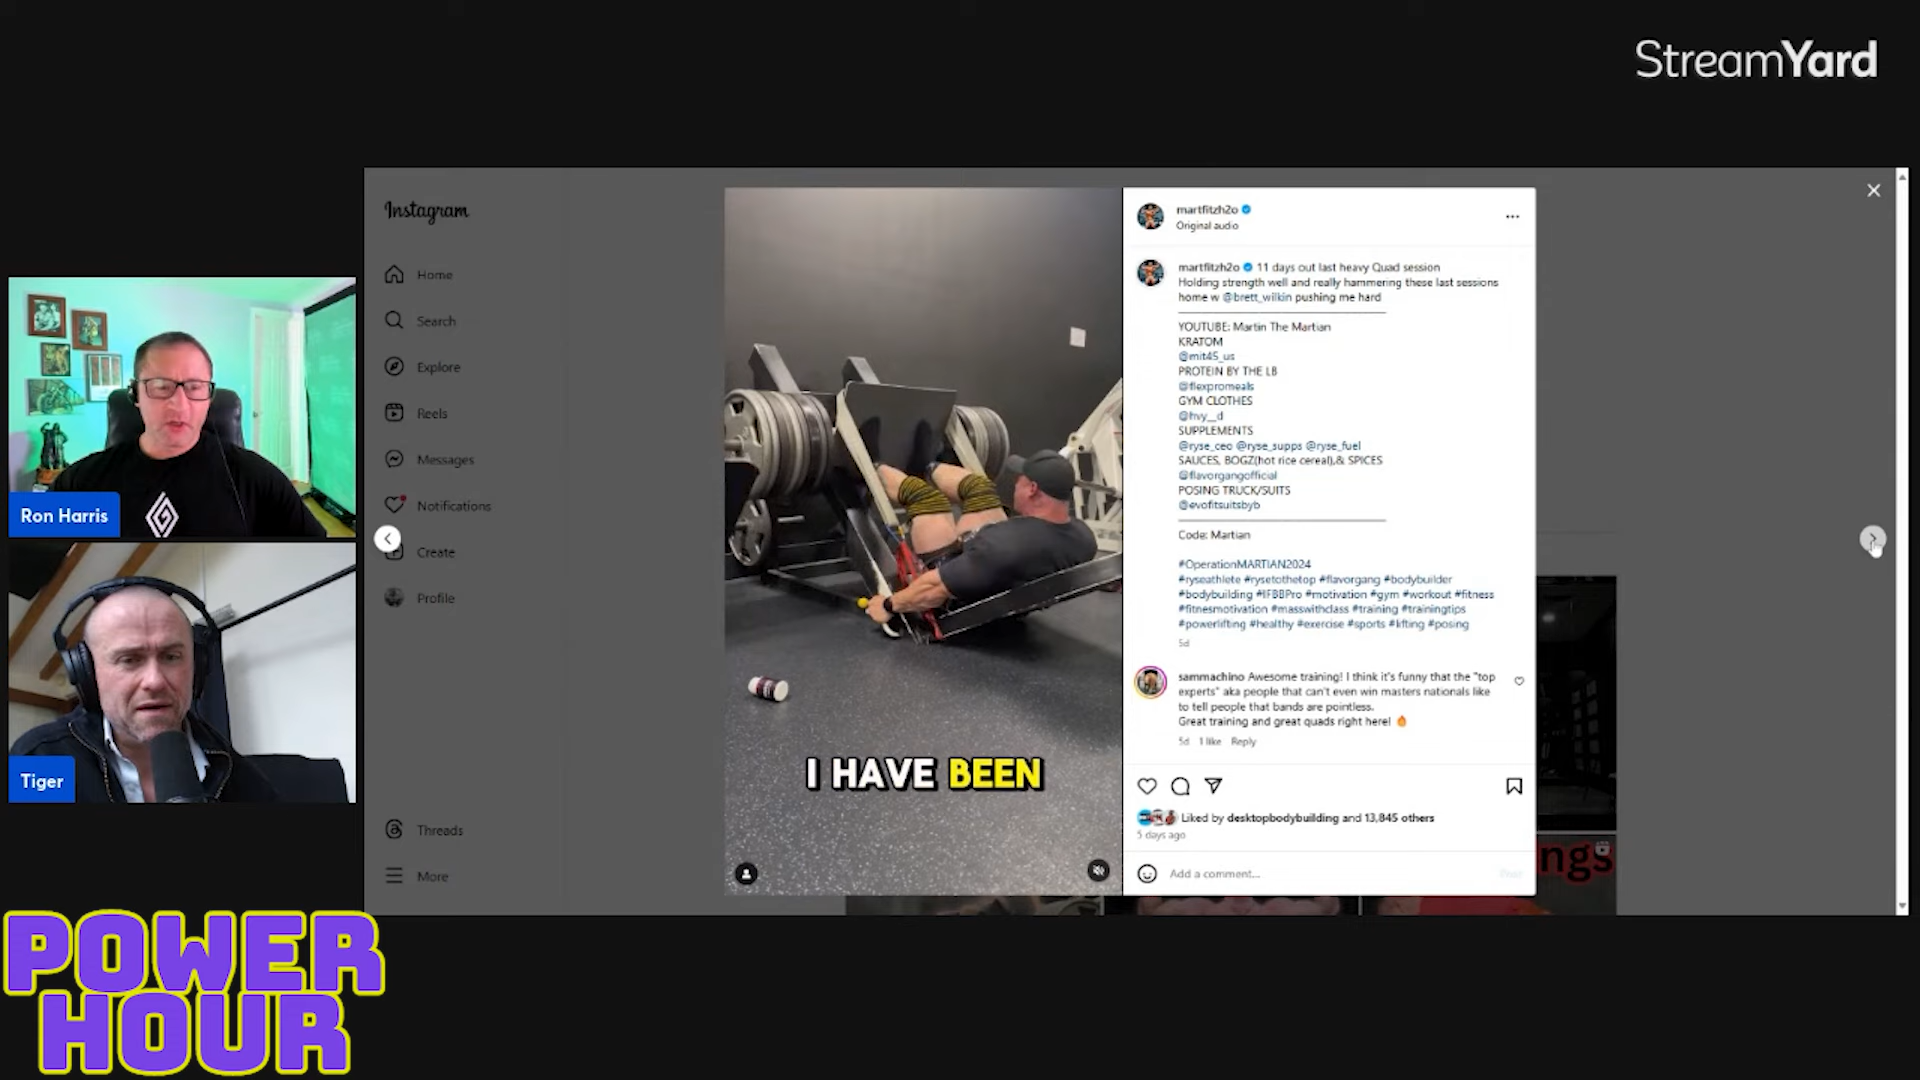 StreamYard
Instagram
Home
Search
Explore
Reels
Messages
Notifications
Create
Profile
Threads
More
Ron Harris
Tiger
POWER
HOUR
I HAVE BEEN
martfitzh2o
Original audio
martfitzh2o 11 days out last heavy Quad session
Holding strength well and really hammering these last sessions
home w @brett_wilkin pushing me hard
YOUTUBE: Martin The Martian
KRATOM
@mit45_us
PROTEIN BY THE LB
@flexpromeals
GYM CLOTHES
@hvy__d
SUPPLEMENTS
@ryse_ceo @ryse_supps @ryse_fuel
SAUCES, BOGZ(hot rice cereal),& SPICES
@flavorgangofficial
POSING TRUCK/SUITS
@evofitsuitsbyb
Code: Martian
#OperationMARTIAN2024
#ryseathlete #rysetothetop #flavorgang #bodybuilder
#bodybuilding #IFBBPro #motivation #gym #workout #fitness
#fitnesmotivation #masswithclass #training #trainingtips
#powerlifting #healthy #exercise #sports #lifting #posing
5d
sammachino Awesome training! I think it's funny that the "top
experts" aka people that can't even win masters nationals like
to tell people that bands are pointless.
Great training and great quads right here!
5d 1 like Reply
Liked by desktopbodybuilding and 13,845 others
5 days ago
Add a comment...
Post
ngs